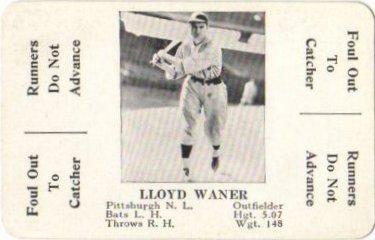 Runners
Do Not
Advance
Foul Out
To
Catcher
Foul Out
To
Catcher
Runners
Do Not
Advance
LLOYD WANER
Pittsburgh N. L. Outfielder
Bats L. H. Hgt. 5.07
Throws R. H. Wgt. 148